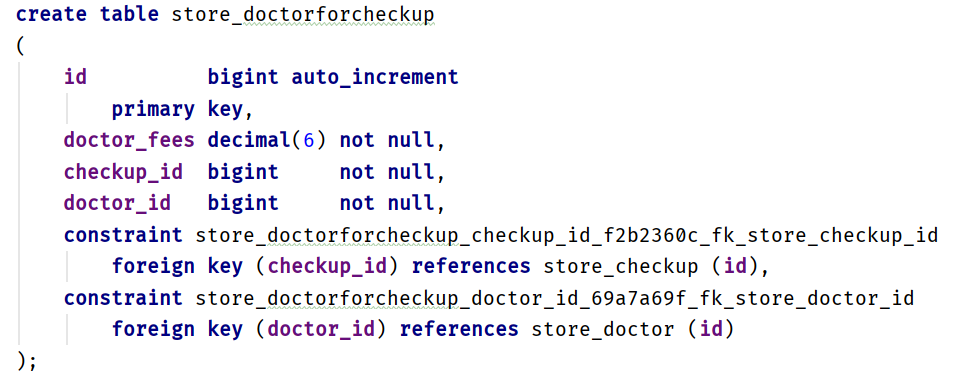 create table store_doctorforcheckup
(
    id          bigint auto_increment
        primary key,
    doctor_fees decimal(6) not null,
    checkup_id  bigint     not null,
    doctor_id   bigint     not null,
    constraint store_doctorforcheckup_checkup_id_f2b2360c_fk_store_checkup_id
        foreign key (checkup_id) references store_checkup (id),
    constraint store_doctorforcheckup_doctor_id_69a7a69f_fk_store_doctor_id
        foreign key (doctor_id) references store_doctor (id)
);